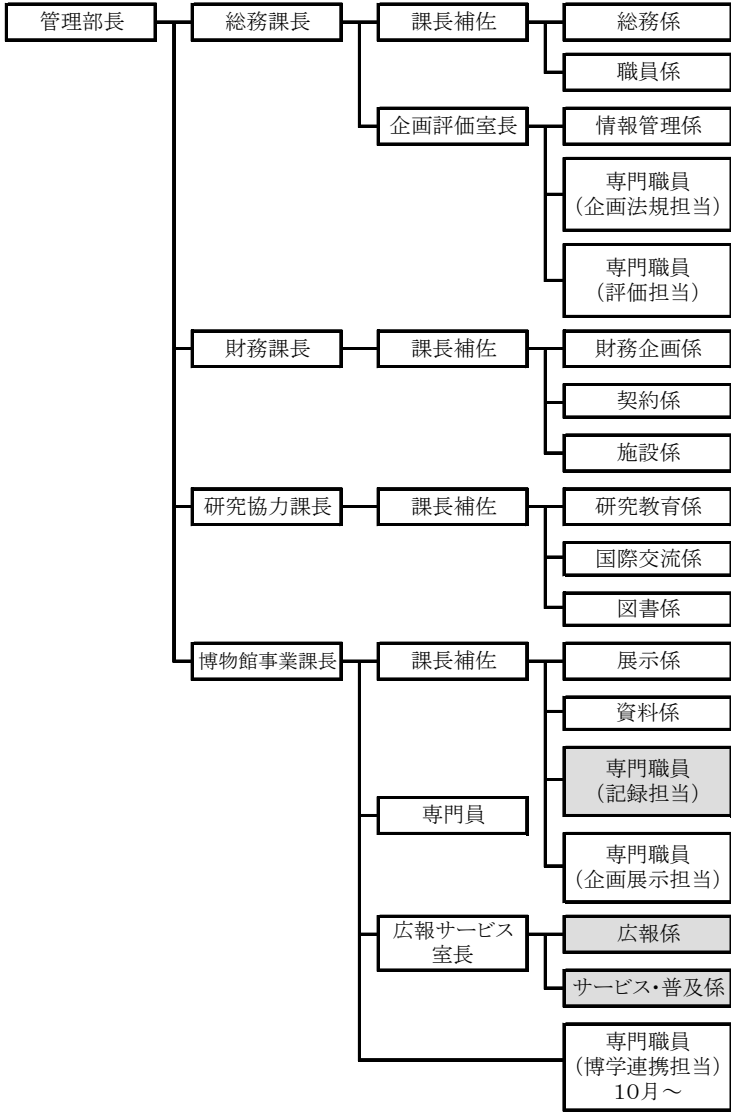 管理部長
総務課長
課長補佐
総務係
職員係
企画評価室長
情報管理係
専門職員
（企画法規担当）
専門職員
（評価担当）
財務課長
課長補佐
財務企画係
契約係
施設係
研究協力課長
課長補佐
研究教育係
国際交流係
図書係
博物館事業課長
課長補佐
展示係
資料係
専門職員
（記録担当）
専門員
専門職員
（企画展示担当）
広報サービス
室長
広報係
サービス・普及係
専門職員
（博学連携担当）
10月～